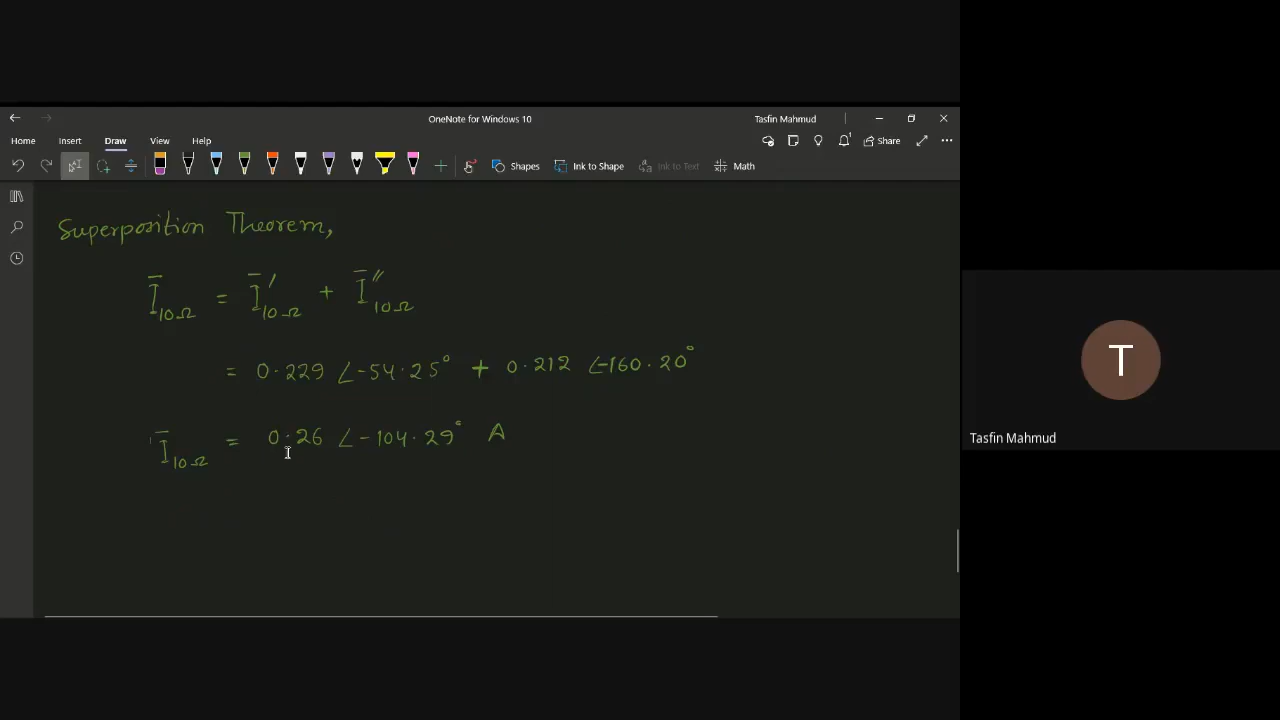 OneNote for Windows 10
Tasfin Mahmud
Home Insert Draw View Help
Share
Shapes Ink to Shape Ink to Text Math
Superposition Theorem,
I̅10Ω = I̅′10Ω + I̅″10Ω
= 0.229 ∠-54.25° + 0.212 ∠-160.20°
I̅10Ω = 0.26 ∠-104.29° A
T
Tasfin Mahmud